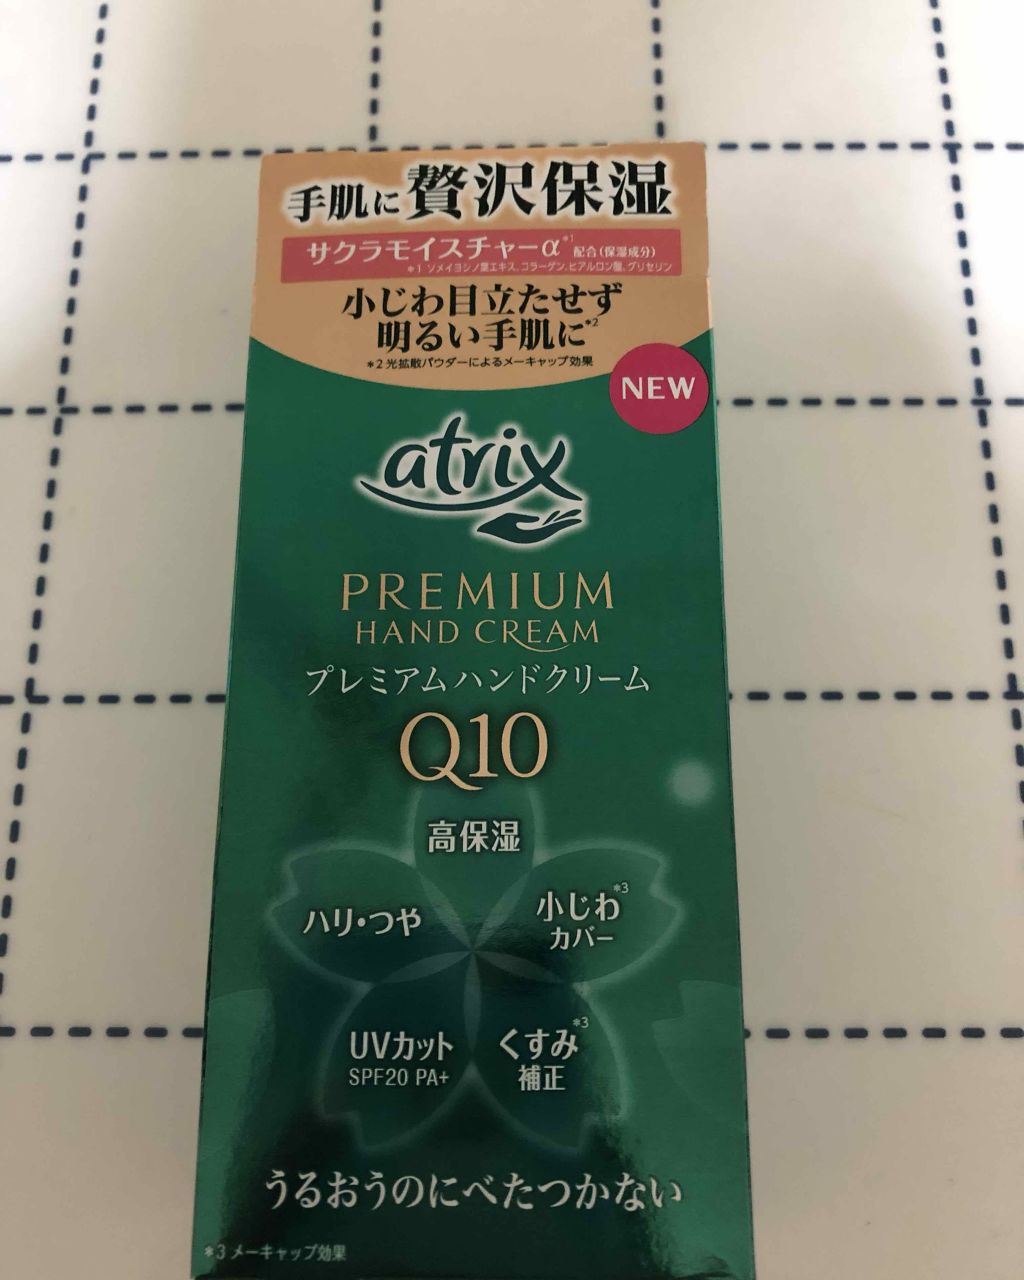 手肌に贅沢保湿
サクラモイスチャーα*1 配合(保湿成分)
*1 ソメイヨシノ葉エキス、コラーゲン、ヒアルロン酸、グリセリン
小じわ目立たせず
明るい手肌に*2
*2 光拡散パウダーによるメーキャップ効果
NEW
atrix
PREMIUM
HAND CREAM
プレミアムハンドクリーム
Q10
高保湿
ハリ・つや
小じわ*3
カバー
UVカット
SPF20 PA+
くすみ*3
補正
うるおうのにべたつかない
*3 メーキャップ効果